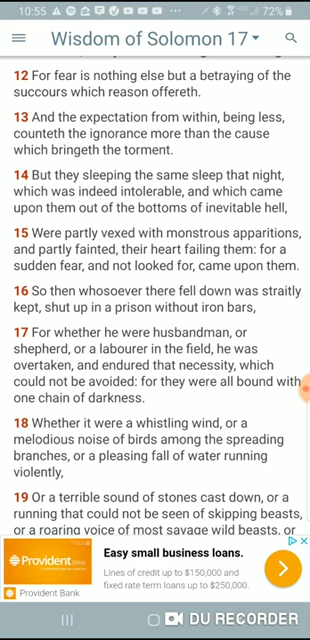 10:55
72%
Wisdom of Solomon 17
12 For fear is nothing else but a betraying of the
succours which reason offereth.
13 And the expectation from within, being less,
counteth the ignorance more than the cause
which bringeth the torment.
14 But they sleeping the same sleep that night,
which was indeed intolerable, and which came
upon them out of the bottoms of inevitable hell,
15 Were partly vexed with monstrous apparitions,
and partly fainted, their heart failing them: for a
sudden fear, and not looked for, came upon them.
16 So then whosoever there fell down was straitly
kept, shut up in a prison without iron bars,
17 For whether he were husbandman, or
shepherd, or a labourer in the field, he was
overtaken, and endured that necessity, which
could not be avoided: for they were all bound with
one chain of darkness.
18 Whether it were a whistling wind, or a
melodious noise of birds among the spreading
branches, or a pleasing fall of water running
violently,
19 Or a terrible sound of stones cast down, or a
running that could not be seen of skipping beasts,
or a roaring voice of most savage wild beasts, or
Provident BANK
Easy small business loans.
Lines of credit up to $150,000 and
fixed rate term loans up to $250,000.
Provident Bank
DU RECORDER